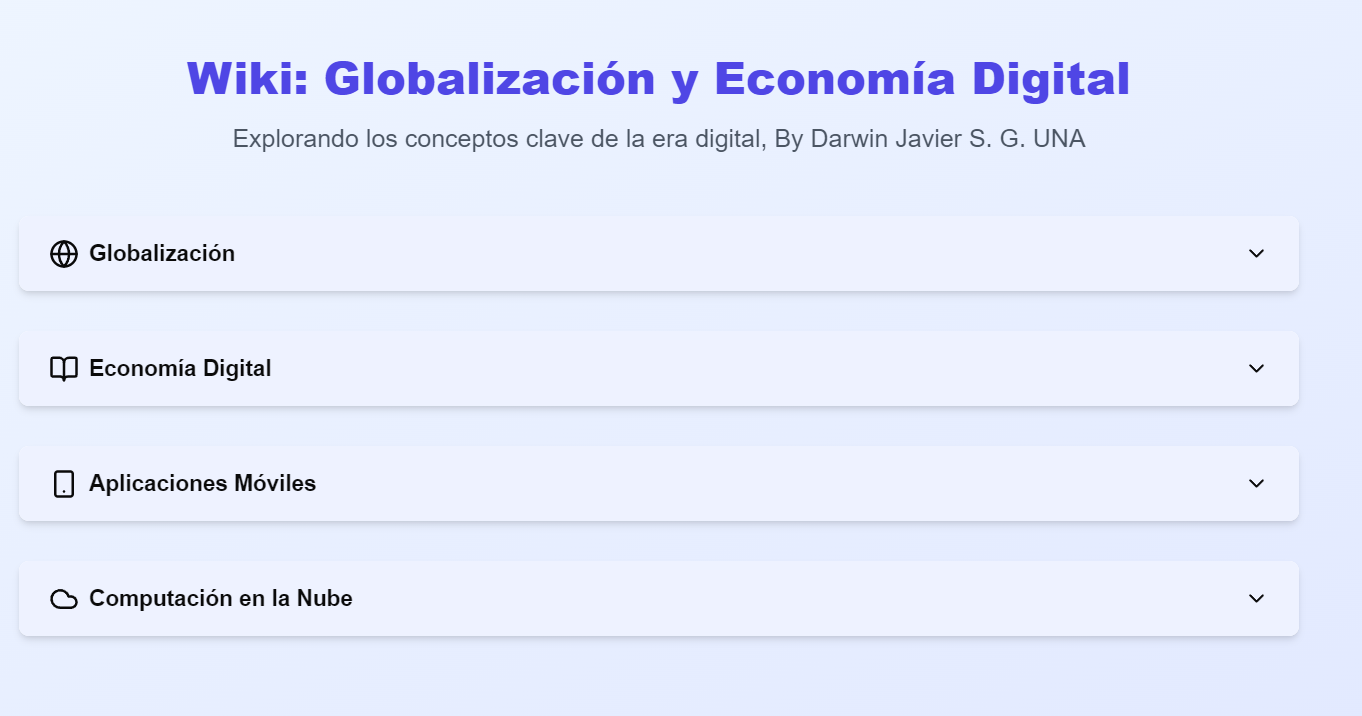 Wiki: Globalización y Economía Digital
Explorando los conceptos clave de la era digital, By Darwin Javier S. G. UNA
Globalización
Economía Digital
Aplicaciones Móviles
Computación en la Nube